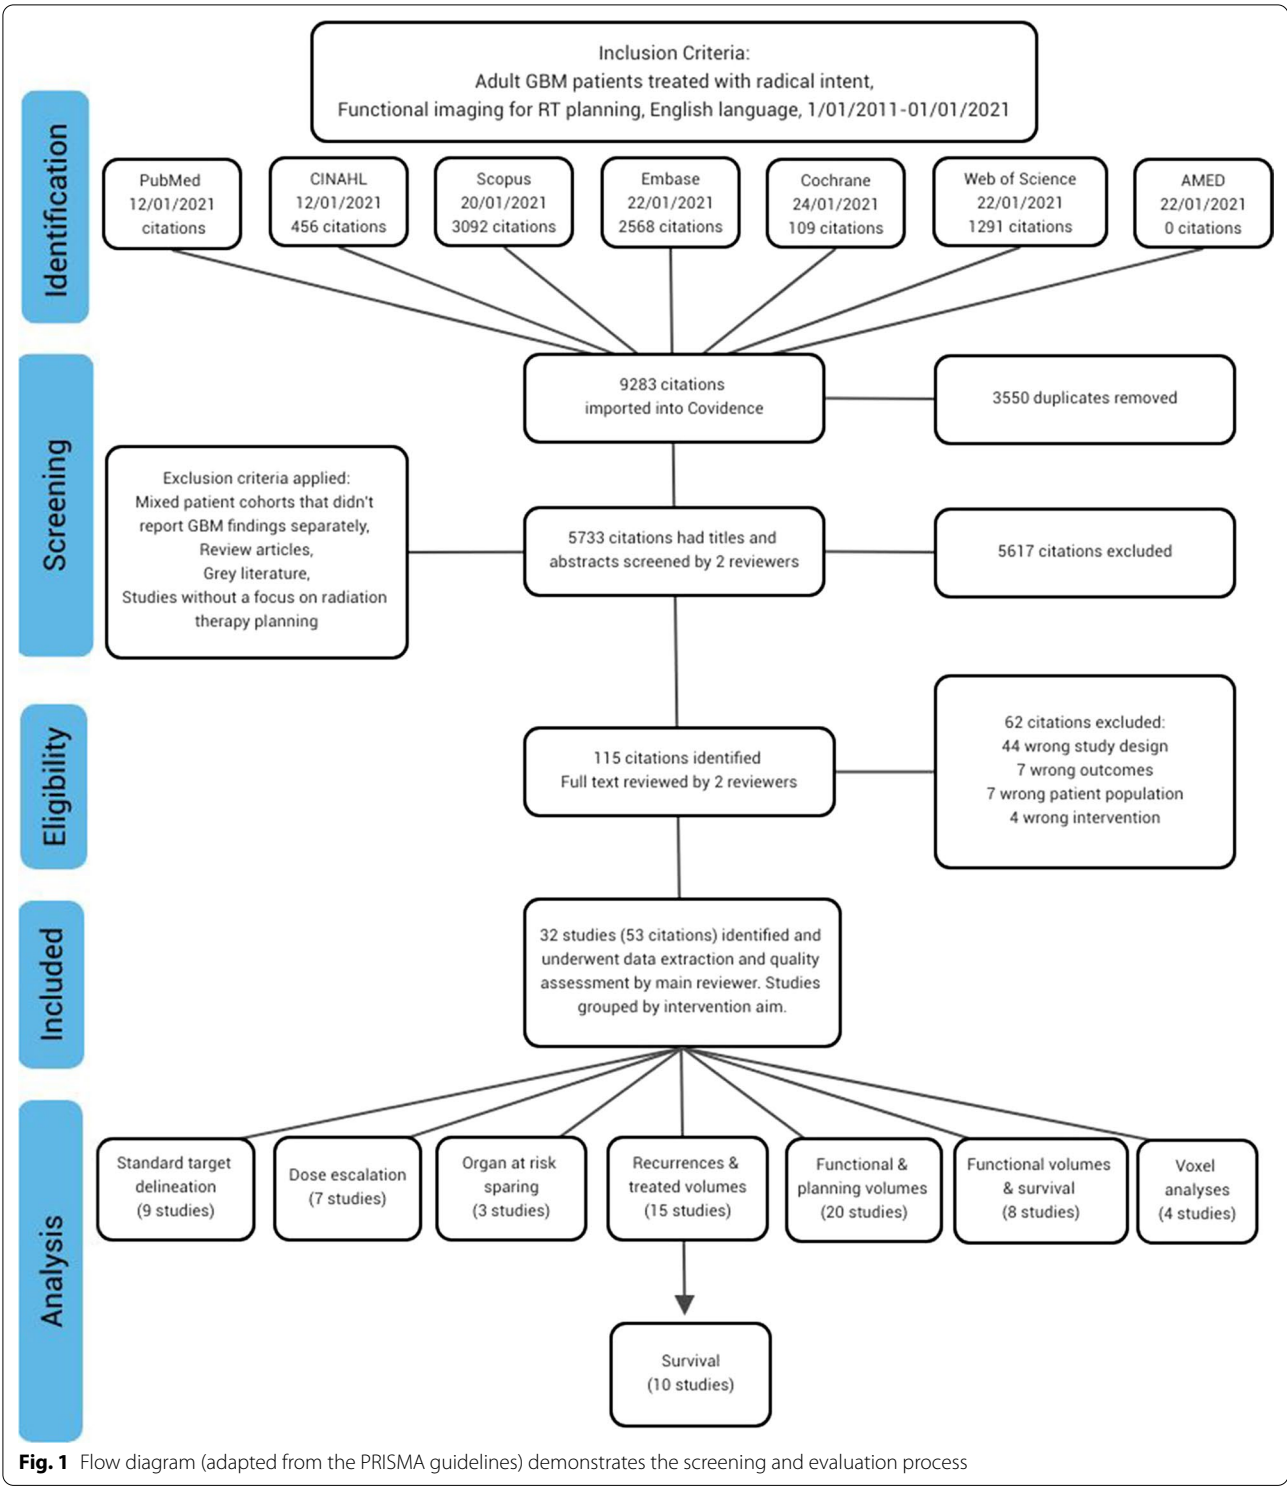 Inclusion Criteria:
Adult GBM patients treated with radical intent,
Functional imaging for RT planning, English language, 1/01/2011-01/01/2021
Identification
PubMed
12/01/2021
citations
CINAHL
12/01/2021
456 citations
Scopus
20/01/2021
3092 citations
Embase
22/01/2021
2568 citations
Cochrane
24/01/2021
109 citations
Web of Science
22/01/2021
1291 citations
AMED
22/01/2021
0 citations
Screening
9283 citations
imported into Covidence
3550 duplicates removed
Exclusion criteria applied:
Mixed patient cohorts that didn't
report GBM findings separately,
Review articles,
Grey literature,
Studies without a focus on radiation
therapy planning
5733 citations had titles and
abstracts screened by 2 reviewers
5617 citations excluded
Eligibility
115 citations identified
Full text reviewed by 2 reviewers
62 citations excluded:
44 wrong study design
7 wrong outcomes
7 wrong patient population
4 wrong intervention
Included
32 studies (53 citations) identified and
underwent data extraction and quality
assessment by main reviewer. Studies
grouped by intervention aim.
Analysis
Standard target
delineation
(9 studies)
Dose escalation
(7 studies)
Organ at risk
sparing
(3 studies)
Recurrences &
treated volumes
(15 studies)
Functional &
planning volumes
(20 studies)
Functional volumes
& survival
(8 studies)
Voxel
analyses
(4 studies)
Survival
(10 studies)
Fig. 1 Flow diagram (adapted from the PRISMA guidelines) demonstrates the screening and evaluation process